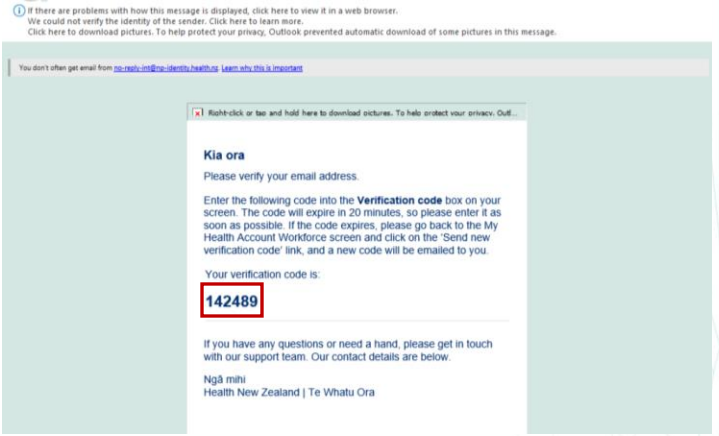 If there are problems with how this message is displayed, click here to view it in a web browser.
We could not verify the identity of the sender. Click here to learn more.
Click here to download pictures. To help protect your privacy, Outlook prevented automatic download of some pictures in this message.
You don't often get email from no-reply-int@no-identity.health.nz. Learn why this is important
Right-click or tap and hold here to download pictures. To help protect your privacy, Outl...
Kia ora
Please verify your email address.
Enter the following code into the Verification code box on your
screen. The code will expire in 20 minutes, so please enter it as
soon as possible. If the code expires, please go back to the My
Health Account Workforce screen and click on the 'Send new
verification code' link, and a new code will be emailed to you.
Your verification code is:
142489
If you have any questions or need a hand, please get in touch
with our support team. Our contact details are below.
Ngā mihi
Health New Zealand | Te Whatu Ora